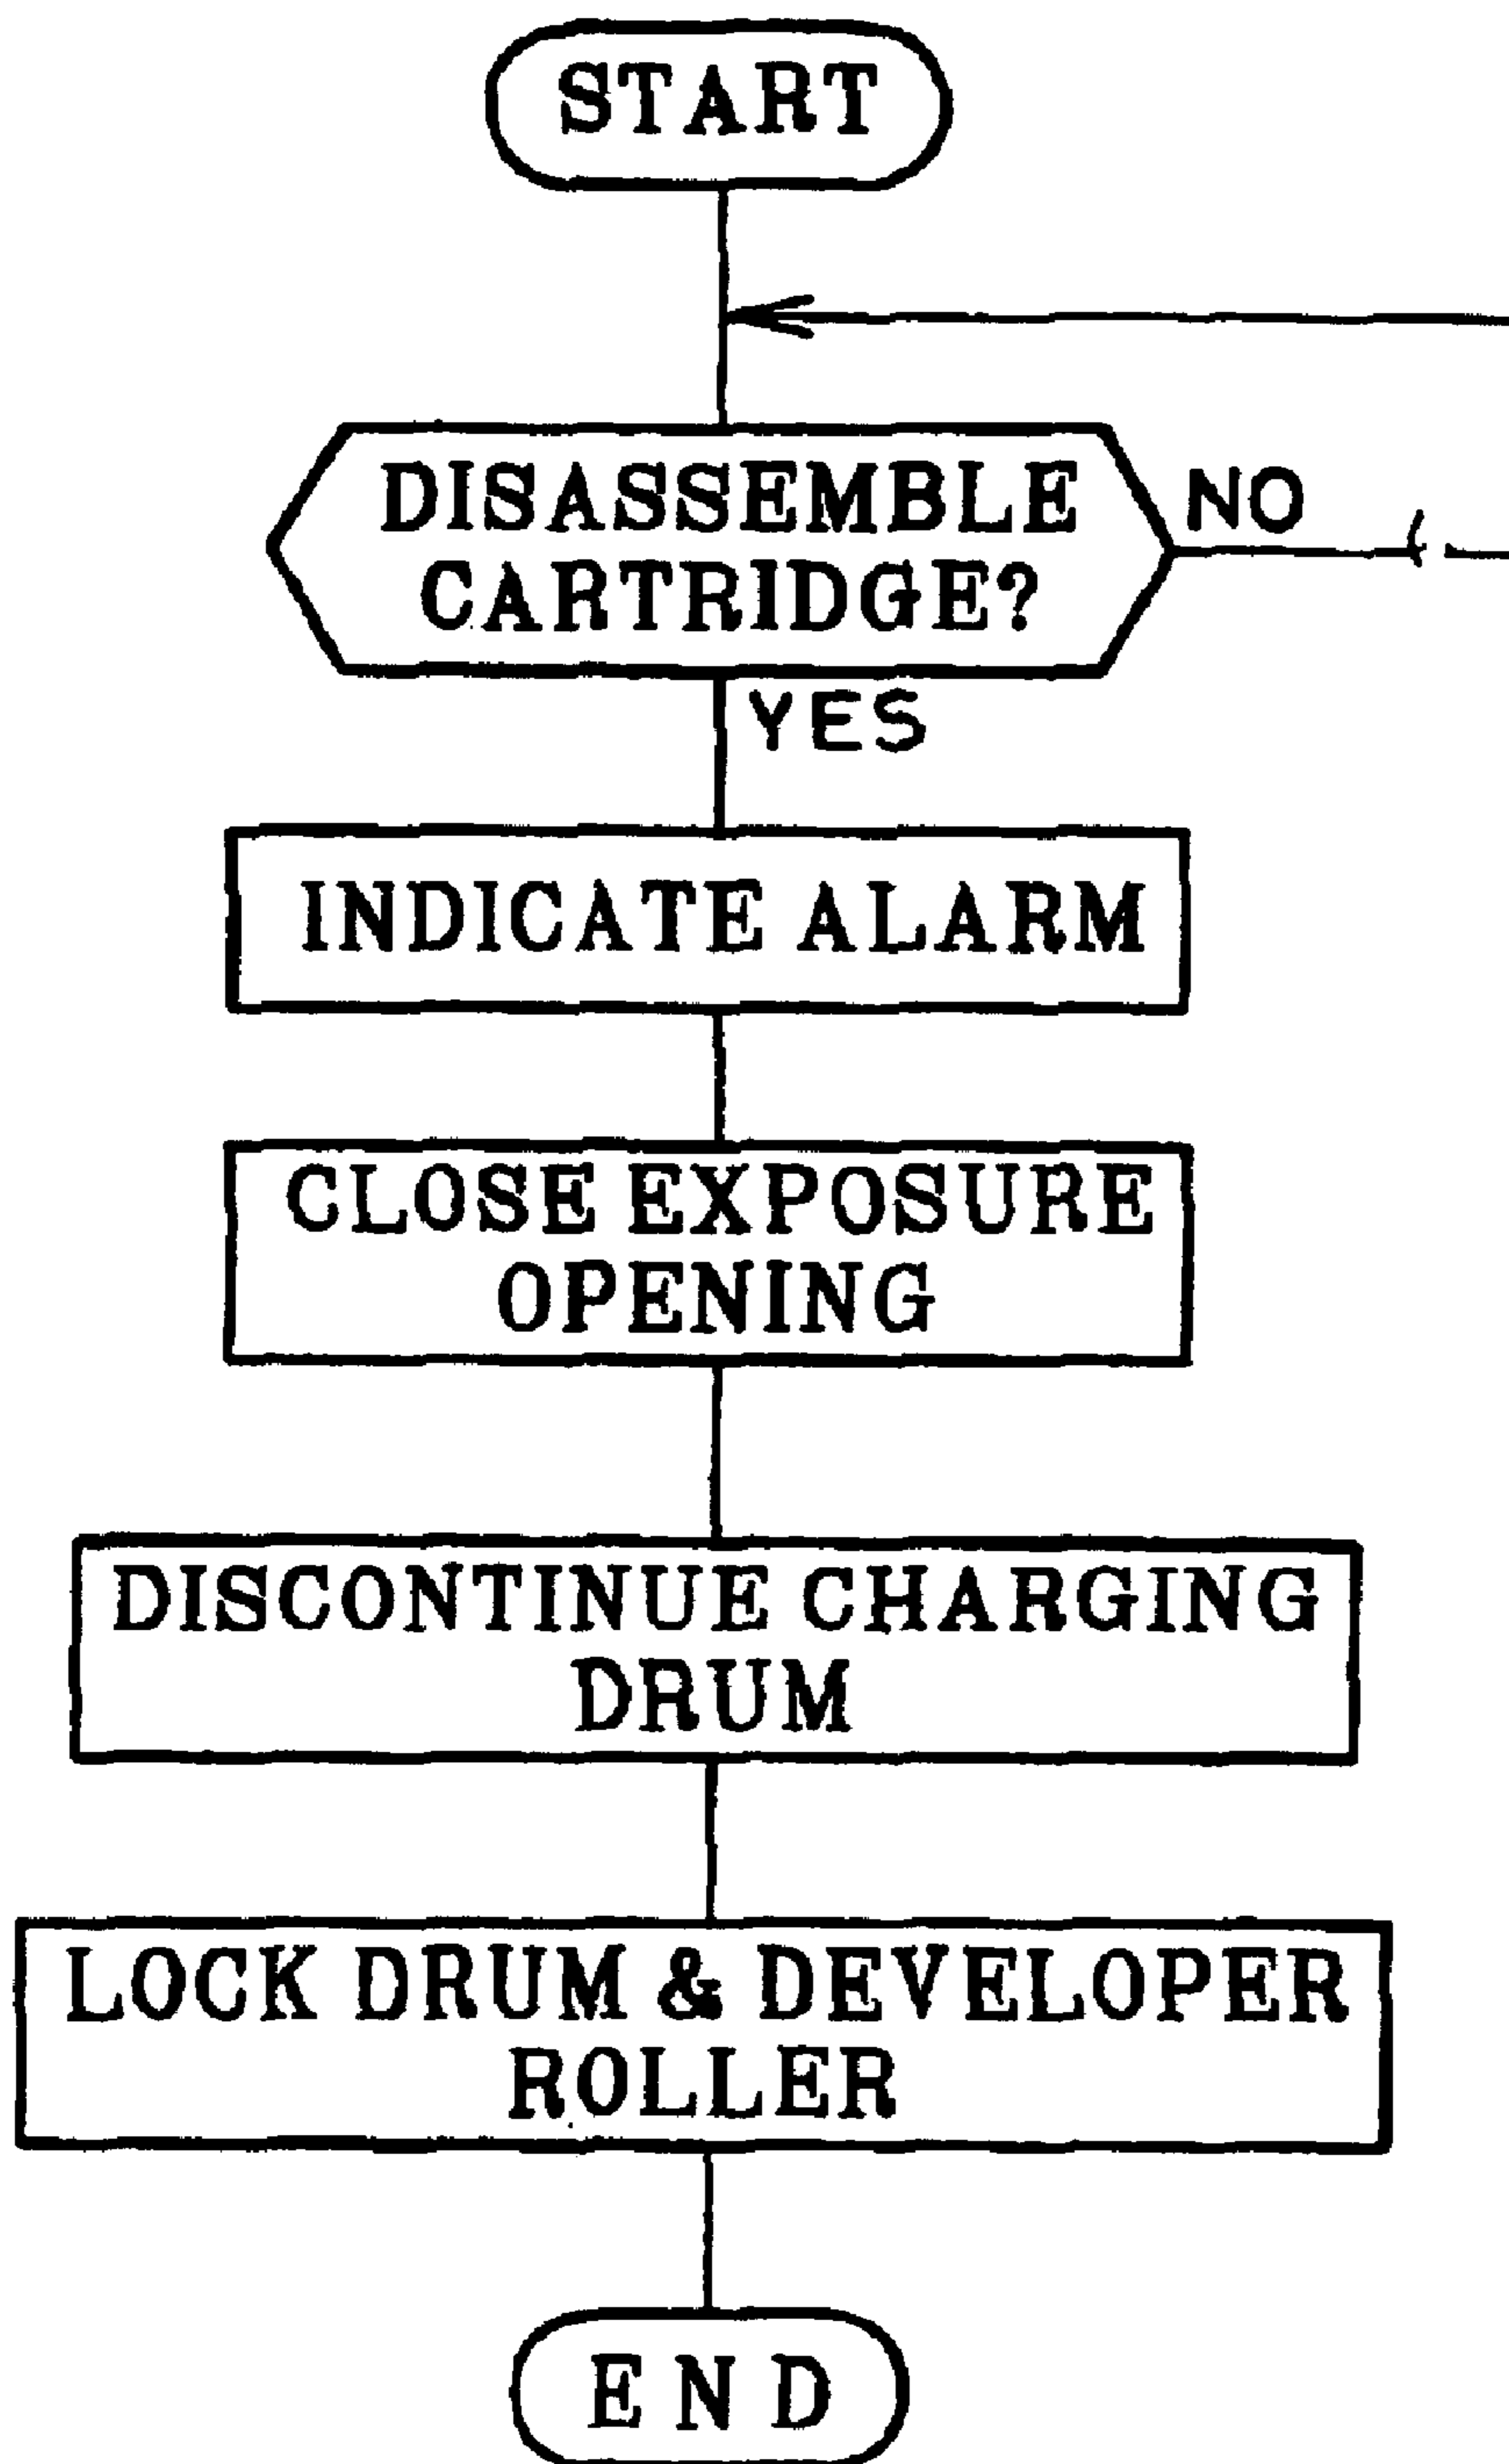 START
DISASSEMBLE
CARTRIDGE?
NO
YES
INDICATE ALARM
CLOSE EXPOSURE
OPENING
DISCONTINUE CHARGING
DRUM
LOCK DRUM & DEVELOPER
ROLLER
END